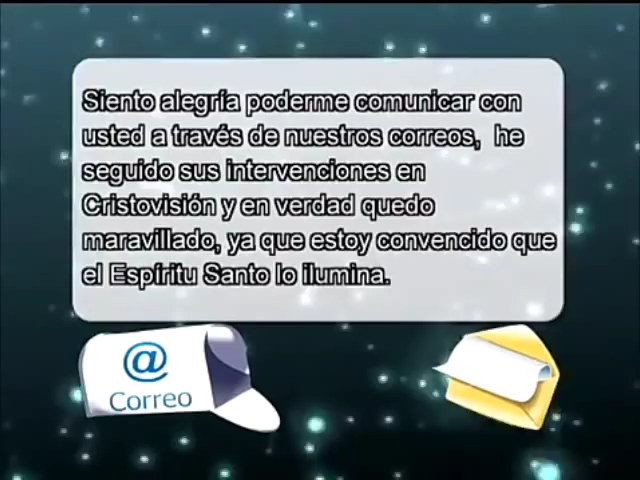 Siento alegría poderme comunicar con
usted a través de nuestros correos, he
seguido sus intervenciones en
Cristovisión y en verdad quedo
maravillado, ya que estoy convencido que
el Espíritu Santo lo ilumina.
@
Correo